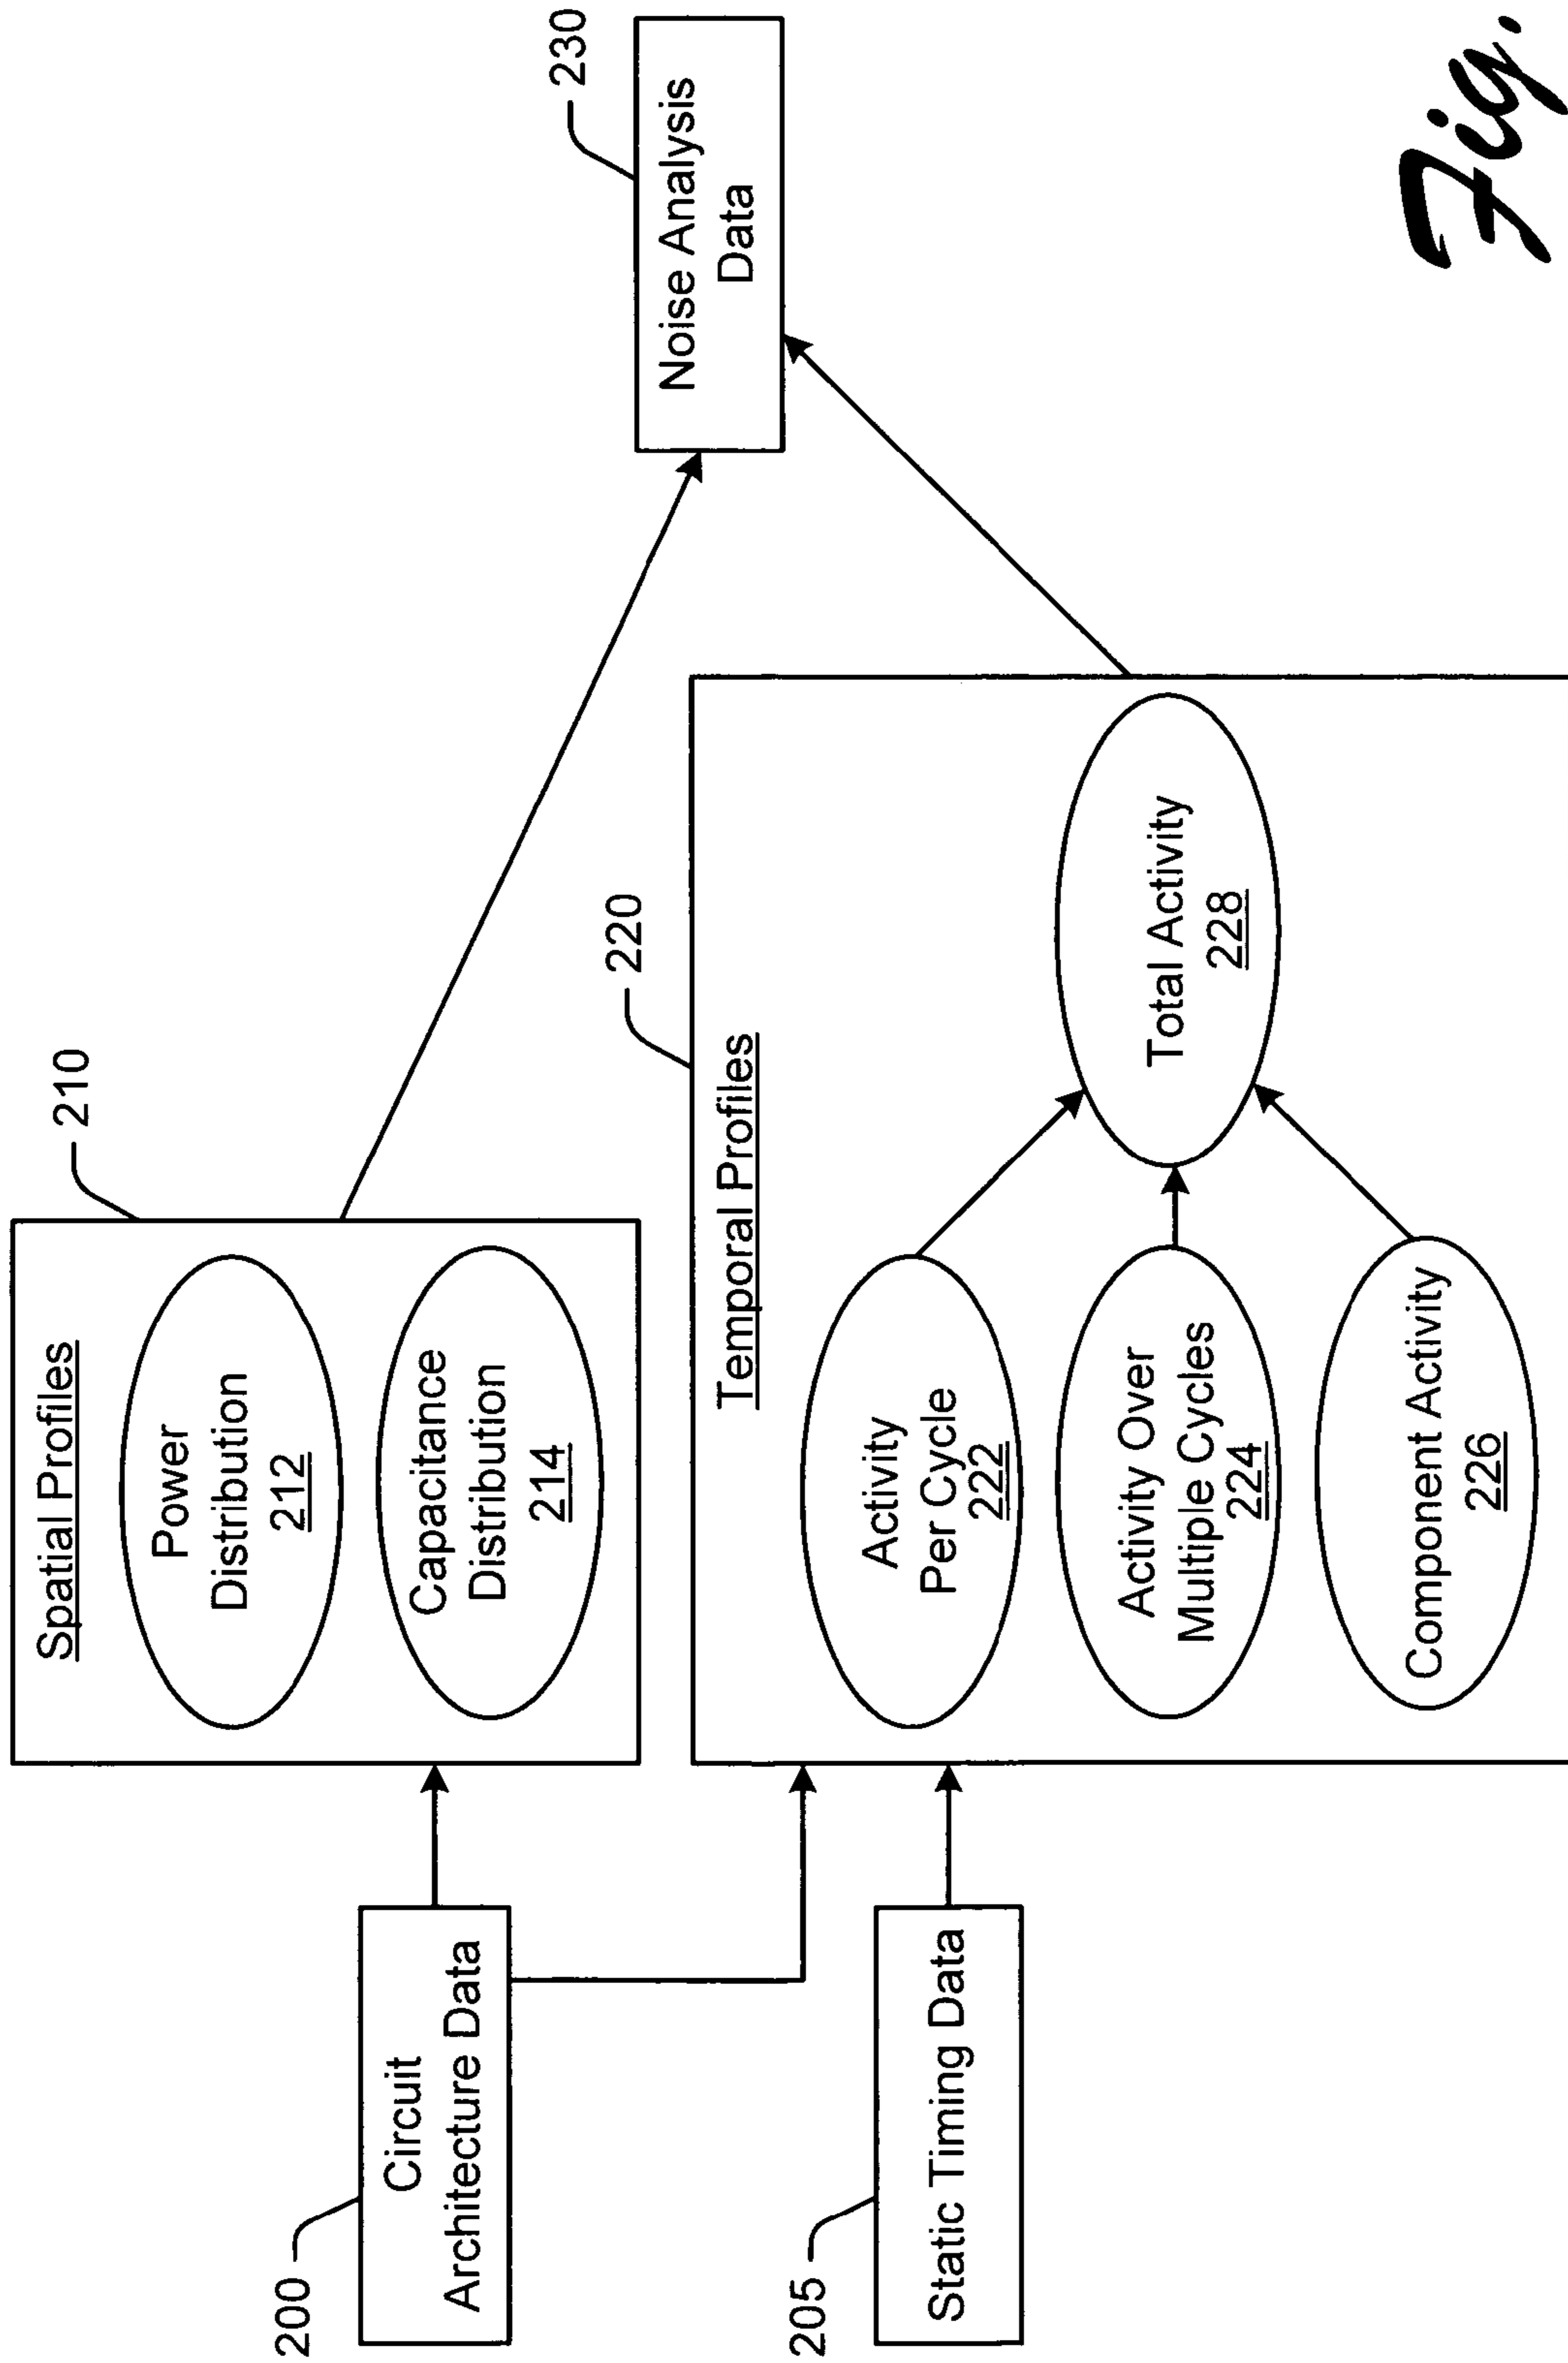 210
Spatial Profiles
Power
Distribution
212
Capacitance
Distribution
214
200
Circuit
Architecture Data
205
Static Timing Data
220
Temporal Profiles
Activity
Per Cycle
222
Activity Over
Multiple Cycles
224
Component Activity
226
Total Activity
228
230
Noise Analysis
Data
Fig.